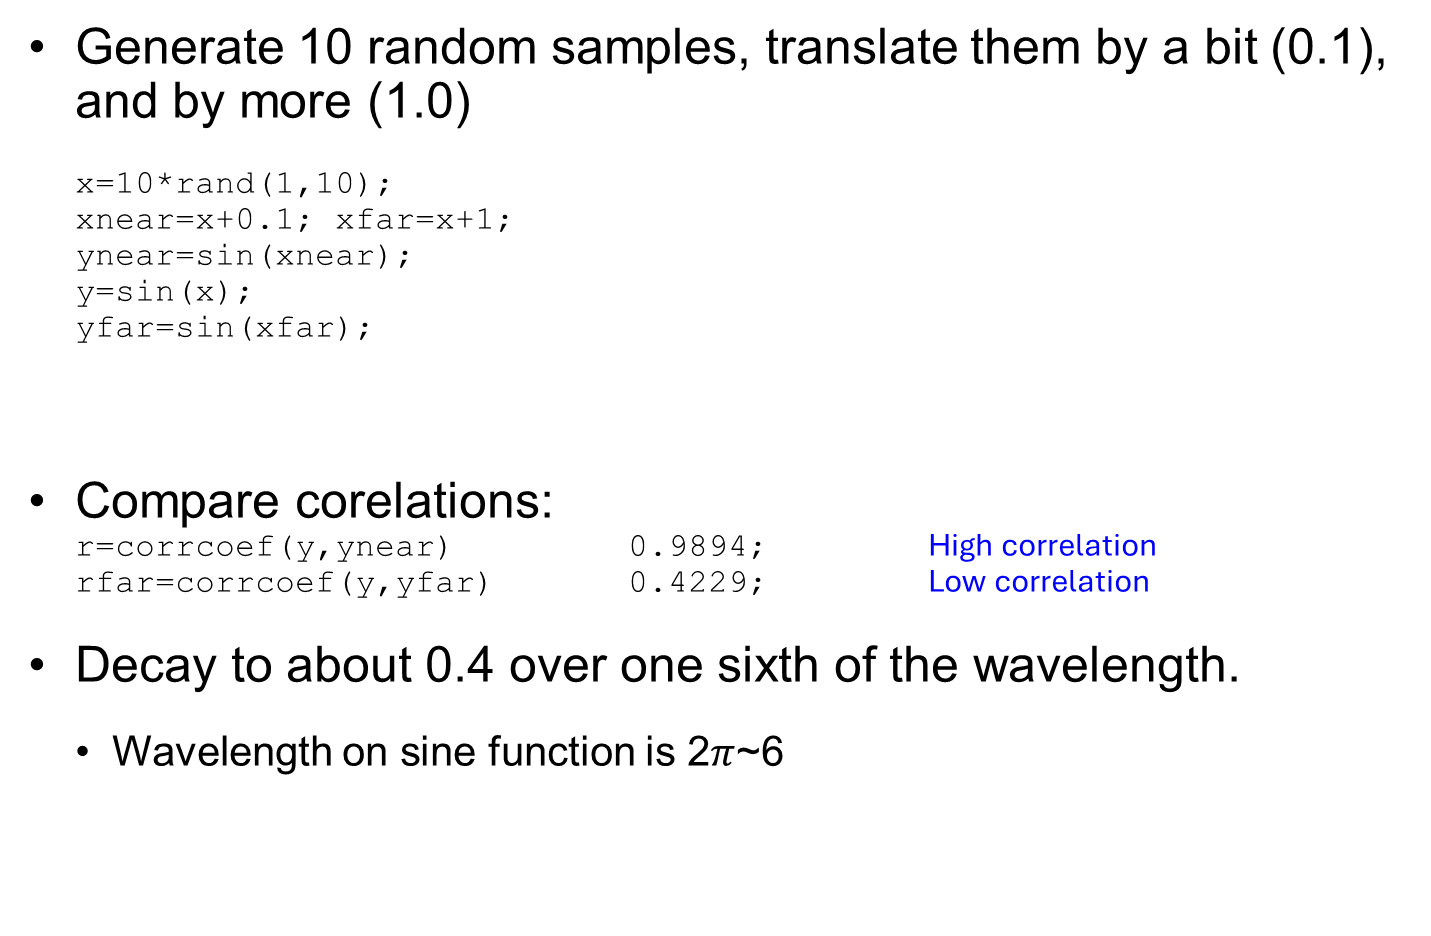 • Generate 10 random samples, translate them by a bit (0.1),
and by more (1.0)
x=10*rand(1,10);
xnear=x+0.1; xfar=x+1;
ynear=sin(xnear);
y=sin(x);
yfar=sin(xfar);
• Compare corelations:
r=corrcoef(y,ynear) 0.9894; High correlation
rfar=corrcoef(y,yfar) 0.4229; Low correlation
• Decay to about 0.4 over one sixth of the wavelength.
• Wavelength on sine function is 2𝜋~6